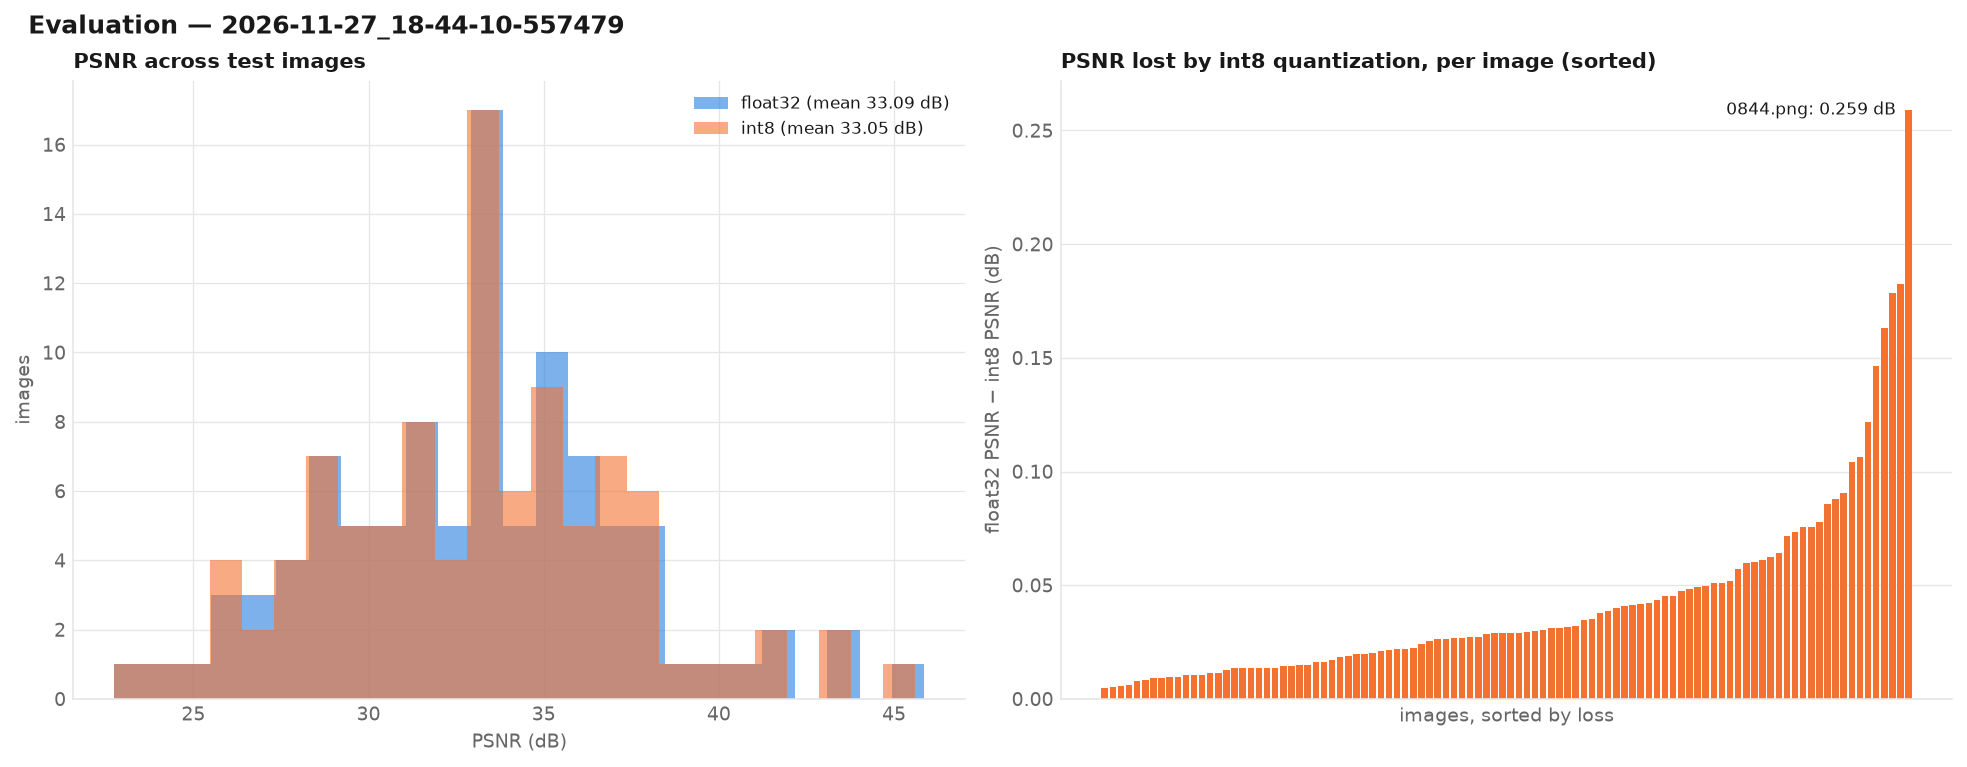 Evaluation — 2026-11-27_18-44-10-557479
PSNR across test images
float32 (mean 33.09 dB)
int8 (mean 33.05 dB)
16
14
12
10
8
6
4
2
0
images
25
30
35
40
45
PSNR (dB)
PSNR lost by int8 quantization, per image (sorted)
0844.png: 0.259 dB
0.25
0.20
0.15
0.10
0.05
0.00
float32 PSNR − int8 PSNR (dB)
images, sorted by loss